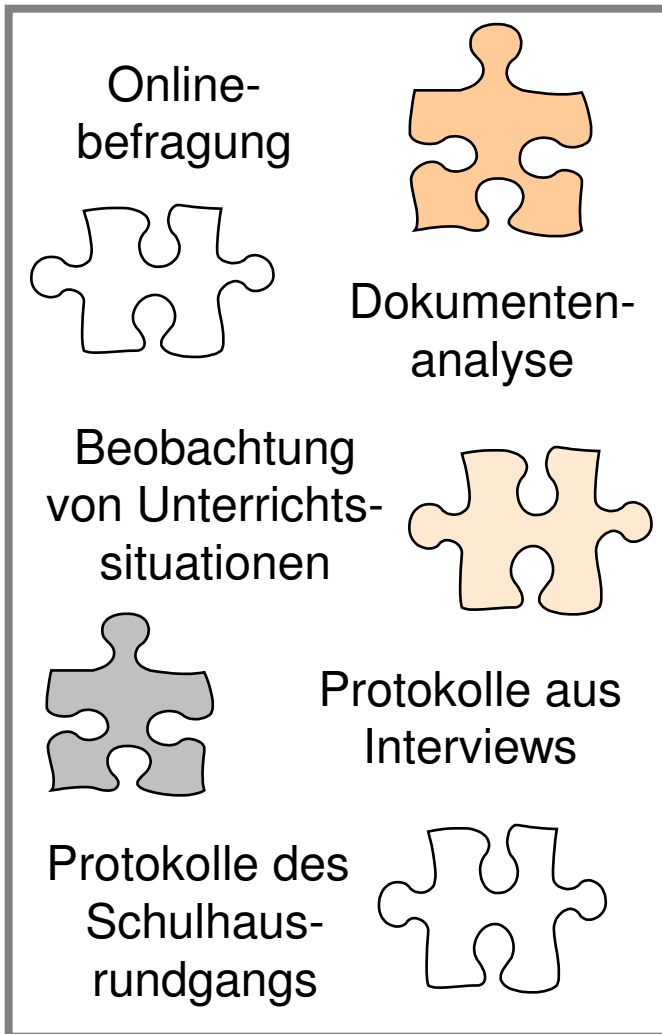 Online-
befragung
Dokumenten-
analyse
Beobachtung
von Unterrichts-
situationen
Protokolle aus
Interviews
Protokolle des
Schulhaus-
rundgangs